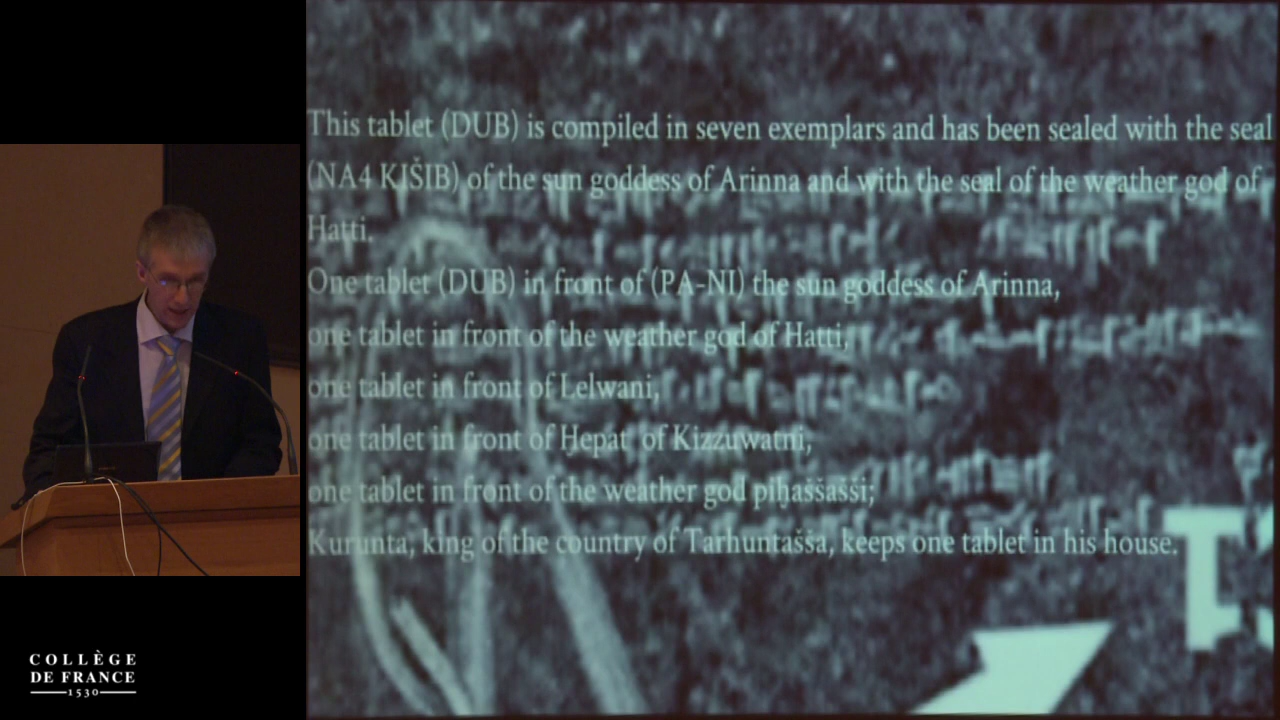 This tablet (DUB) is compiled in seven exemplars and has been sealed with the seal
(NA4 KIŠIB) of the sun goddess of Arinna and with the seal of the weather god of
Hatti.
One tablet (DUB) in front of (PA-NI) the sun goddess of Arinna,
one tablet in front of the weather god of Hatti,
one tablet in front of Lelwani,
one tablet in front of Hepat of Kizzuwatni,
one tablet in front of the weather god piḫaššašši;
Kurunta, king of the country of Tarhuntašša, keeps one tablet in his house.
COLLÈGE
DE FRANCE
1530